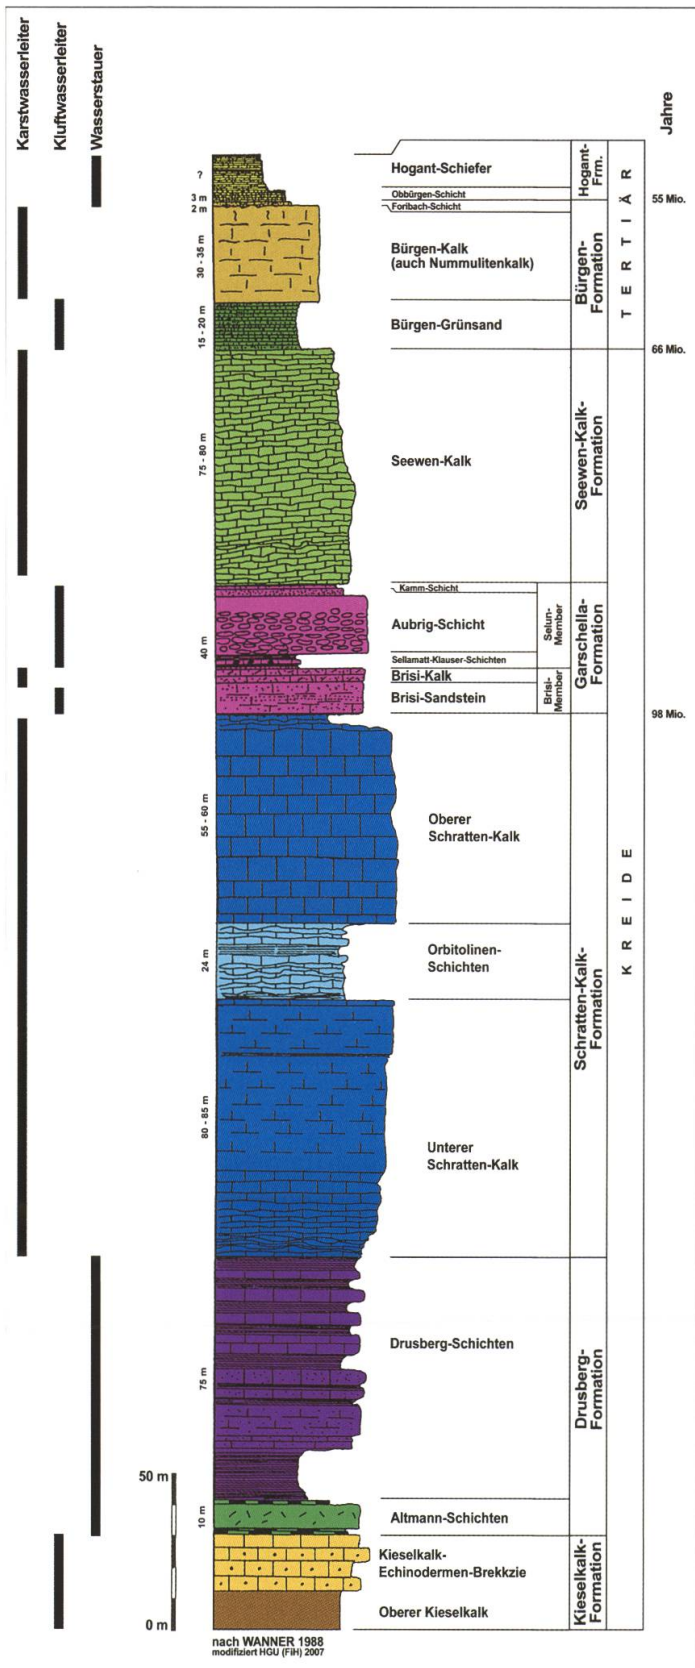 Karstwasserleiter
Kluftwasserleiter
Wasserstauer
Jahre
?
Hogant-Schiefer
Hogant-
Frm.
3 m
Obbürgen-Schicht
55 Mio.
2 m
Foribach-Schicht
30 - 35 m
Bürgen-Kalk
(auch Nummulitenkalk)
Bürgen-
Formation
TERTIÄR
15 - 20 m
Bürgen-Grünsand
66 Mio.
75 - 80 m
Seewen-Kalk
Seewen-Kalk-
Formation
Kamm-Schicht
40 m
Aubrig-Schicht
Selun-
Member
Garschella-
Formation
Sellamatt-Klauser-Schichten
Brisi-Kalk
Brisi-Sandstein
Brisi-
Member
98 Mio.
55 - 60 m
Oberer
Schratten-Kalk
KREIDE
24 m
Orbitolinen-
Schichten
Schratten-Kalk-
Formation
80 - 85 m
Unterer
Schratten-Kalk
75 m
Drusberg-Schichten
Drusberg-
Formation
50 m
10 m
Altmann-Schichten
Kieselkalk-
Echinodermen-Brekkzie
Kieselkalk-
Formation
Oberer Kieselkalk
0 m
nach WANNER 1988
modifiziert HGU (FiH) 2007